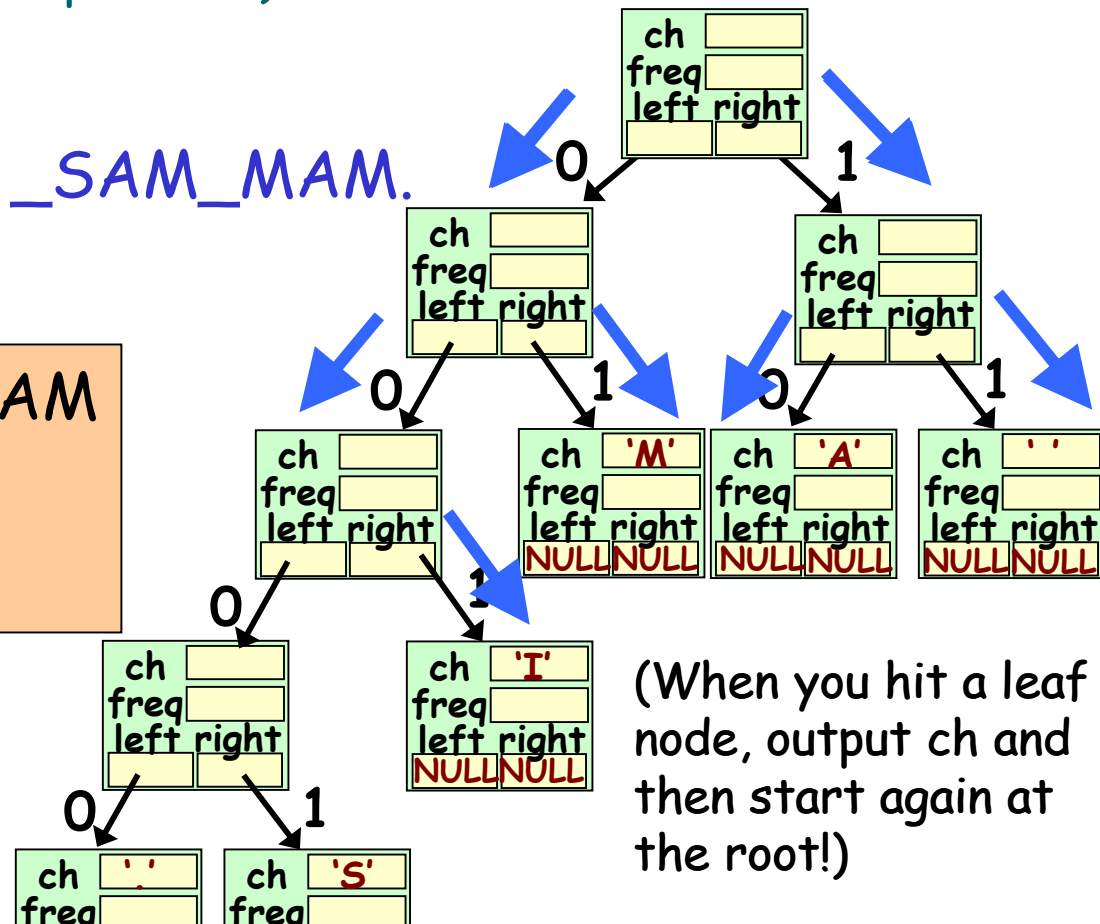 ch
freq
left right
0 1
_SAM_MAM.
ch
freq
left right
ch
freq
left right
AM
0 1
0 1
ch
freq
left right
ch 'M'
freq
left right
NULL NULL
ch 'A'
freq
left right
NULL NULL
ch ' '
freq
left right
NULL NULL
0 1
ch
freq
left right
ch 'I'
freq
left right
NULL NULL
(When you hit a leaf
node, output ch and
then start again at
the root!)
0 1
ch '.'
freq
ch 'S'
freq